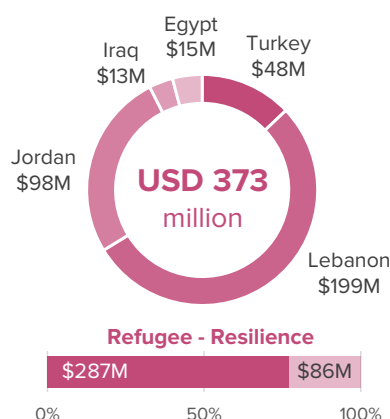 Egypt
$15M
Turkey
$48M
Iraq
$13M
Jordan
$98M
USD 373
million
Lebanon
$199M
Refugee - Resilience
$287M $86M
0% 50% 100%